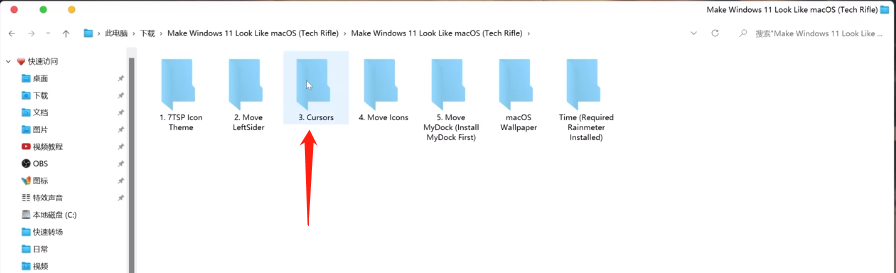 Make Windows 11 Look Like macOS (Tech Rifle)
此电脑 › 下载 › Make Windows 11 Look Like macOS (Tech Rifle) › Make Windows 11 Look Like macOS (Tech Rifle) ›
搜索"Make Windows 11 Look Like ...
快速访问
桌面
下载
文档
图片
视频教程
OBS
图标
特效声音
本地磁盘 (C:)
快速转场
日常
视频
1. 7TSP Icon
Theme
2. Move
LeftSider
3. Cursors
4. Move Icons
5. Move
MyDock (Install
MyDock First)
macOS
Wallpaper
Time (Required
Rainmeter
Installed)